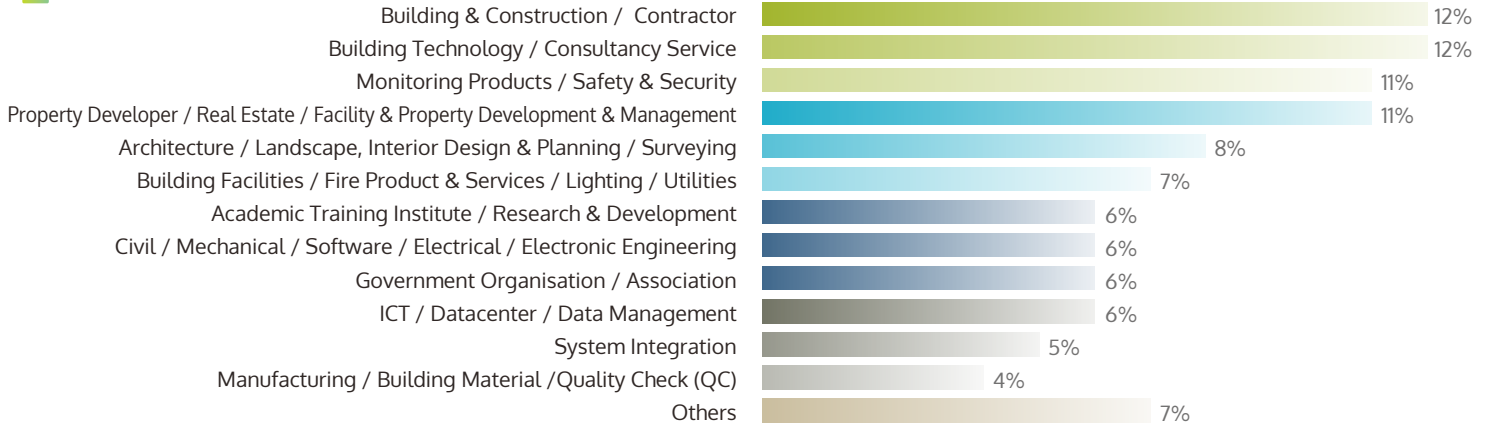 Building & Construction / Contractor 12%
Building Technology / Consultancy Service 12%
Monitoring Products / Safety & Security 11%
Property Developer / Real Estate / Facility & Property Development & Management 11%
Architecture / Landscape, Interior Design & Planning / Surveying 8%
Building Facilities / Fire Product & Services / Lighting / Utilities 7%
Academic Training Institute / Research & Development 6%
Civil / Mechanical / Software / Electrical / Electronic Engineering 6%
Government Organisation / Association 6%
ICT / Datacenter / Data Management 6%
System Integration 5%
Manufacturing / Building Material /Quality Check (QC) 4%
Others 7%